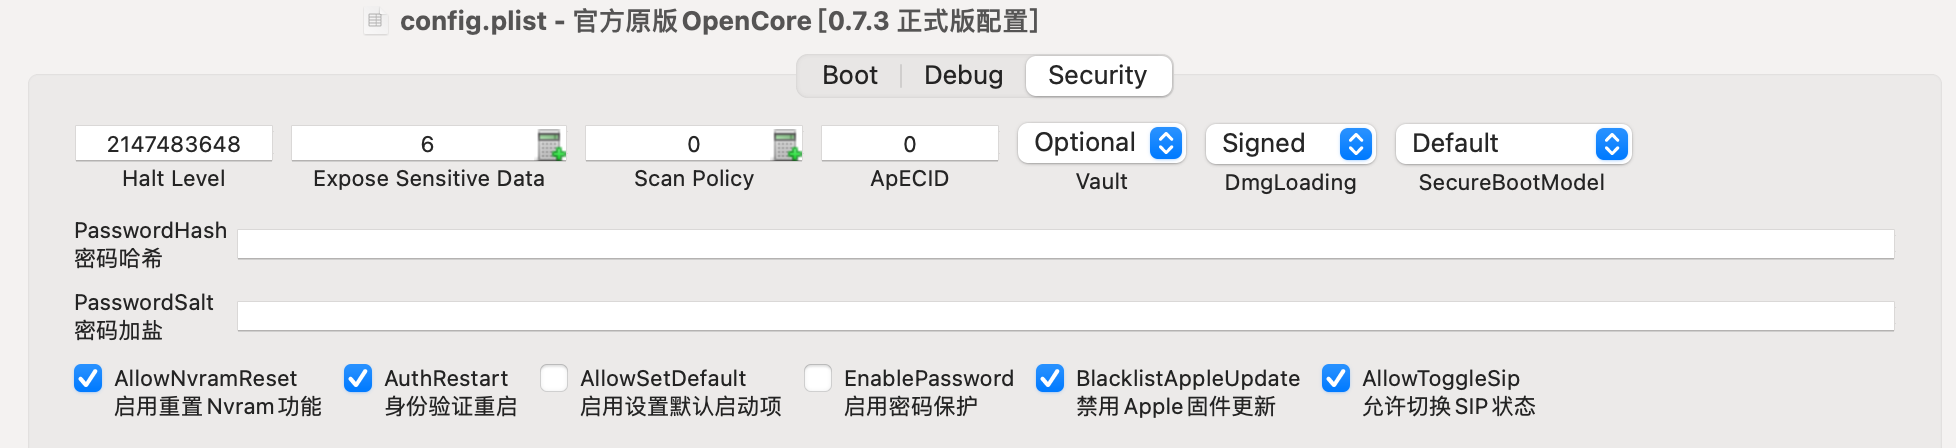 config.plist - 官方原版 OpenCore [0.7.3 正式版配置]
Boot Debug Security
2147483648 6 0 0 Optional Signed Default
Halt Level Expose Sensitive Data Scan Policy ApECID Vault DmgLoading SecureBootModel
PasswordHash
密码哈希
PasswordSalt
密码加盐
AllowNvramReset AuthRestart AllowSetDefault EnablePassword BlacklistAppleUpdate AllowToggleSip
启用重置 Nvram 功能 身份验证重启 启用设置默认启动项 启用密码保护 禁用 Apple 固件更新 允许切换 SIP 状态